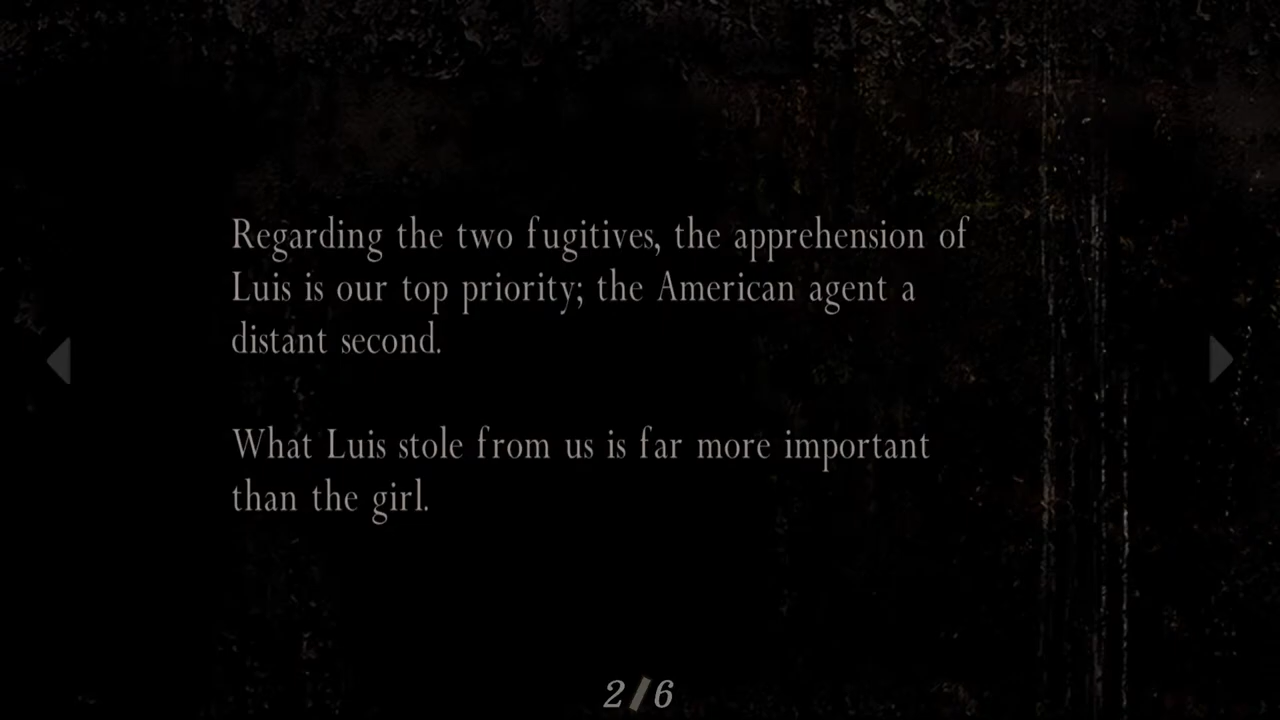 Regarding the two fugitives, the apprehension of
Luis is our top priority; the American agent a
distant second.
What Luis stole from us is far more important
than the girl.
2/6